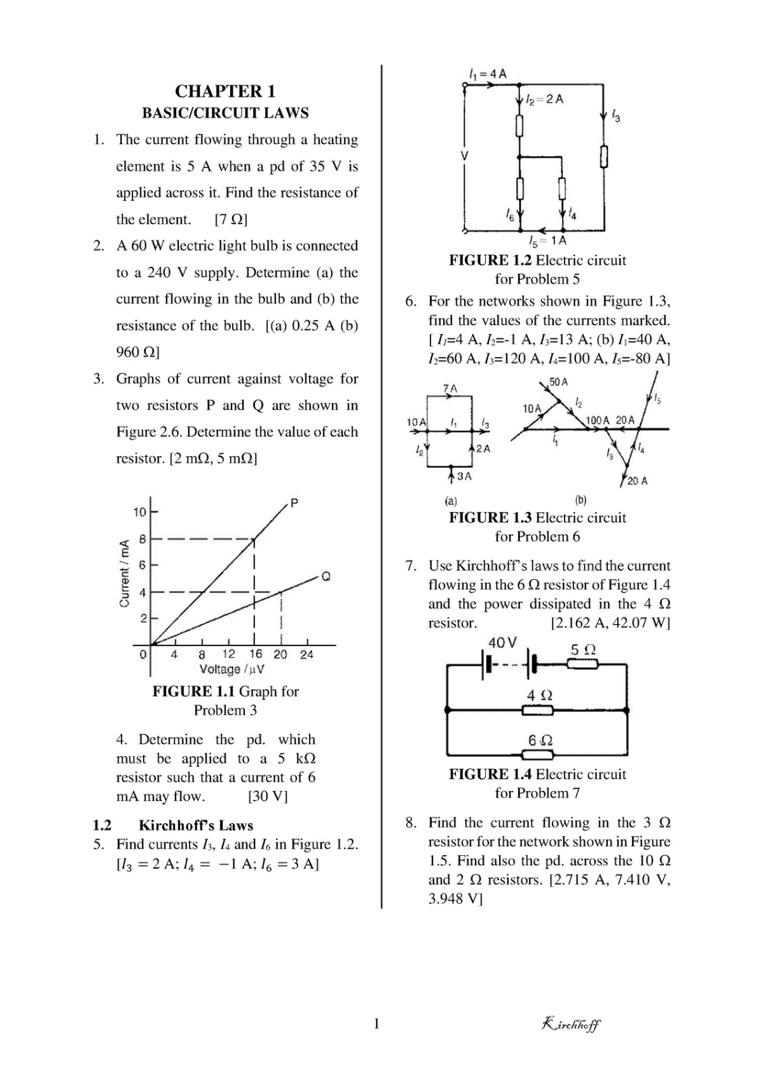 CHAPTER 1
BASIC/CIRCUIT LAWS
1. The current flowing through a heating
element is 5 A when a pd of 35 V is
applied across it. Find the resistance of
the element. [7 Ω]
2. A 60 W electric light bulb is connected
to a 240 V supply. Determine (a) the
current flowing in the bulb and (b) the
resistance of the bulb. [(a) 0.25 A (b)
960 Ω]
3. Graphs of current against voltage for
two resistors P and Q are shown in
Figure 2.6. Determine the value of each
resistor. [2 mΩ, 5 mΩ]
P
10
8
6
Q
4
2
Current / mA
0 4 8 12 16 20 24
Voltage / μV
FIGURE 1.1 Graph for
Problem 3
4. Determine the pd. which
must be applied to a 5 kΩ
resistor such that a current of 6
mA may flow. [30 V]
1.2 Kirchhoff's Laws
5. Find currents I3, I4 and I6 in Figure 1.2.
[I3 = 2 A; I4 = −1 A; I6 = 3 A]
I1 = 4 A
I2 = 2 A
I3
V
I6
I4
I5 = 1A
FIGURE 1.2 Electric circuit
for Problem 5
6. For the networks shown in Figure 1.3,
find the values of the currents marked.
[ I1=4 A, I2=-1 A, I3=13 A; (b) I1=40 A,
I2=60 A, I3=120 A, I4=100 A, I5=-80 A]
7A
10A I1 I3
I2 2A
3A
(a)
50A
10A I2 I5
100A 20A
I1
I3 I4
20 A
(b)
FIGURE 1.3 Electric circuit
for Problem 6
7. Use Kirchhoff's laws to find the current
flowing in the 6 Ω resistor of Figure 1.4
and the power dissipated in the 4 Ω
resistor. [2.162 A, 42.07 W]
40V
5 Ω
4 Ω
6 Ω
FIGURE 1.4 Electric circuit
for Problem 7
8. Find the current flowing in the 3 Ω
resistor for the network shown in Figure
1.5. Find also the pd. across the 10 Ω
and 2 Ω resistors. [2.715 A, 7.410 V,
3.948 V]
1
Kirchhoff